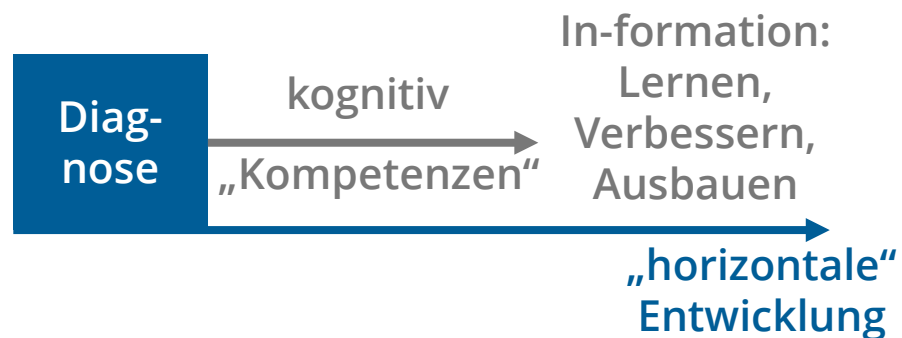 Diag-
nose
kognitiv
„Kompetenzen“
In-formation:
Lernen,
Verbessern,
Ausbauen
„horizontale“
Entwicklung